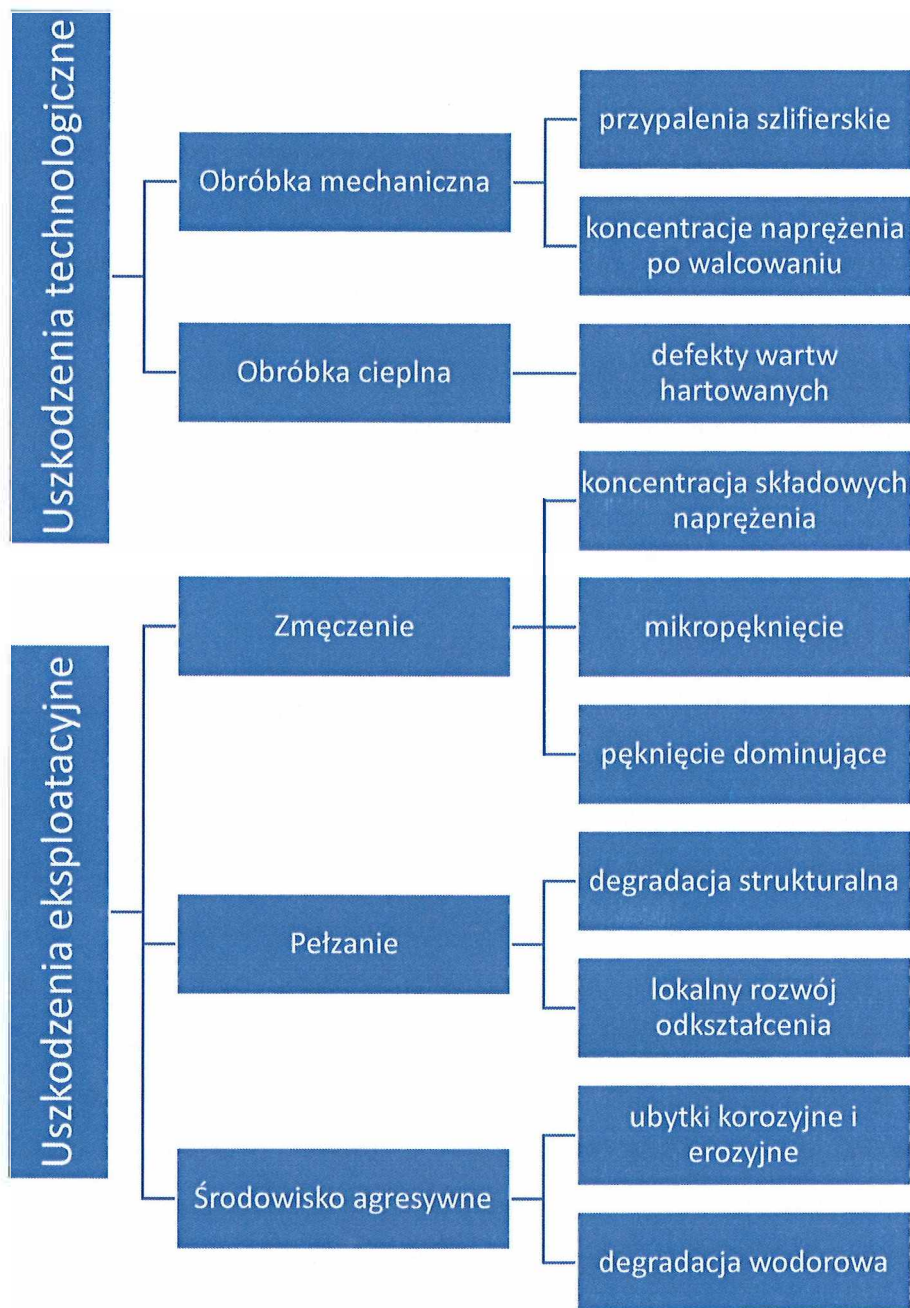 Uszkodzenia technologiczne
Obróbka mechaniczna
przypalenia szlifierskie
koncentracje naprężenia
po walcowaniu
Obróbka cieplna
defekty wartw
hartowanych
Uszkodzenia eksploatacyjne
Zmęczenie
koncentracja składowych
naprężenia
mikropęknięcie
pęknięcie dominujące
Pełzanie
degradacja strukturalna
lokalny rozwój
odkształcenia
Środowisko agresywne
ubytki korozyjne i
erozyjne
degradacja wodorowa